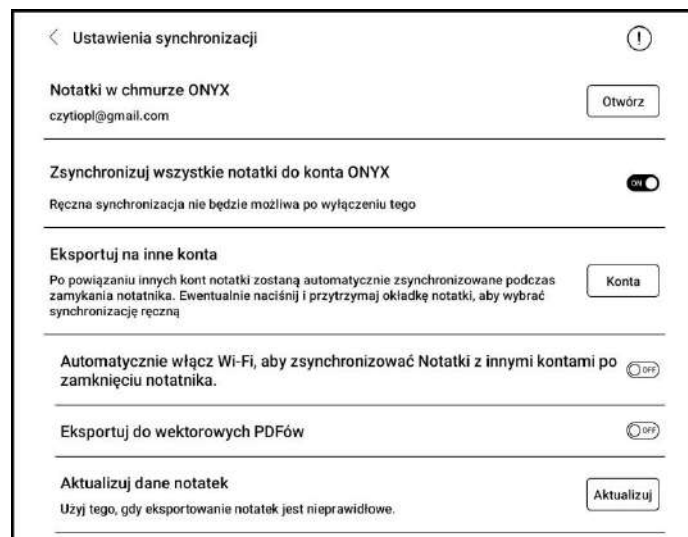 Ustawienia synchronizacji
Notatki w chmurze ONYX
Otwórz
czytiopl@gmail.com
Zsynchronizuj wszystkie notatki do konta ONYX
ON
Ręczna synchronizacja nie będzie możliwa po wyłączeniu tego
Eksportuj na inne konta
Po powiązaniu innych kont notatki zostaną automatycznie zsynchronizowane podczas
zamykania notatnika. Ewentualnie naciśnij i przytrzymaj okładkę notatki, aby wybrać
synchronizację ręczną
Konta
Automatycznie włącz Wi-Fi, aby zsynchronizować Notatki z innymi kontami po
zamknięciu notatnika.
OFF
Eksportuj do wektorowych PDFów
OFF
Aktualizuj dane notatek
Aktualizuj
Użyj tego, gdy eksportowanie notatek jest nieprawidłowe.